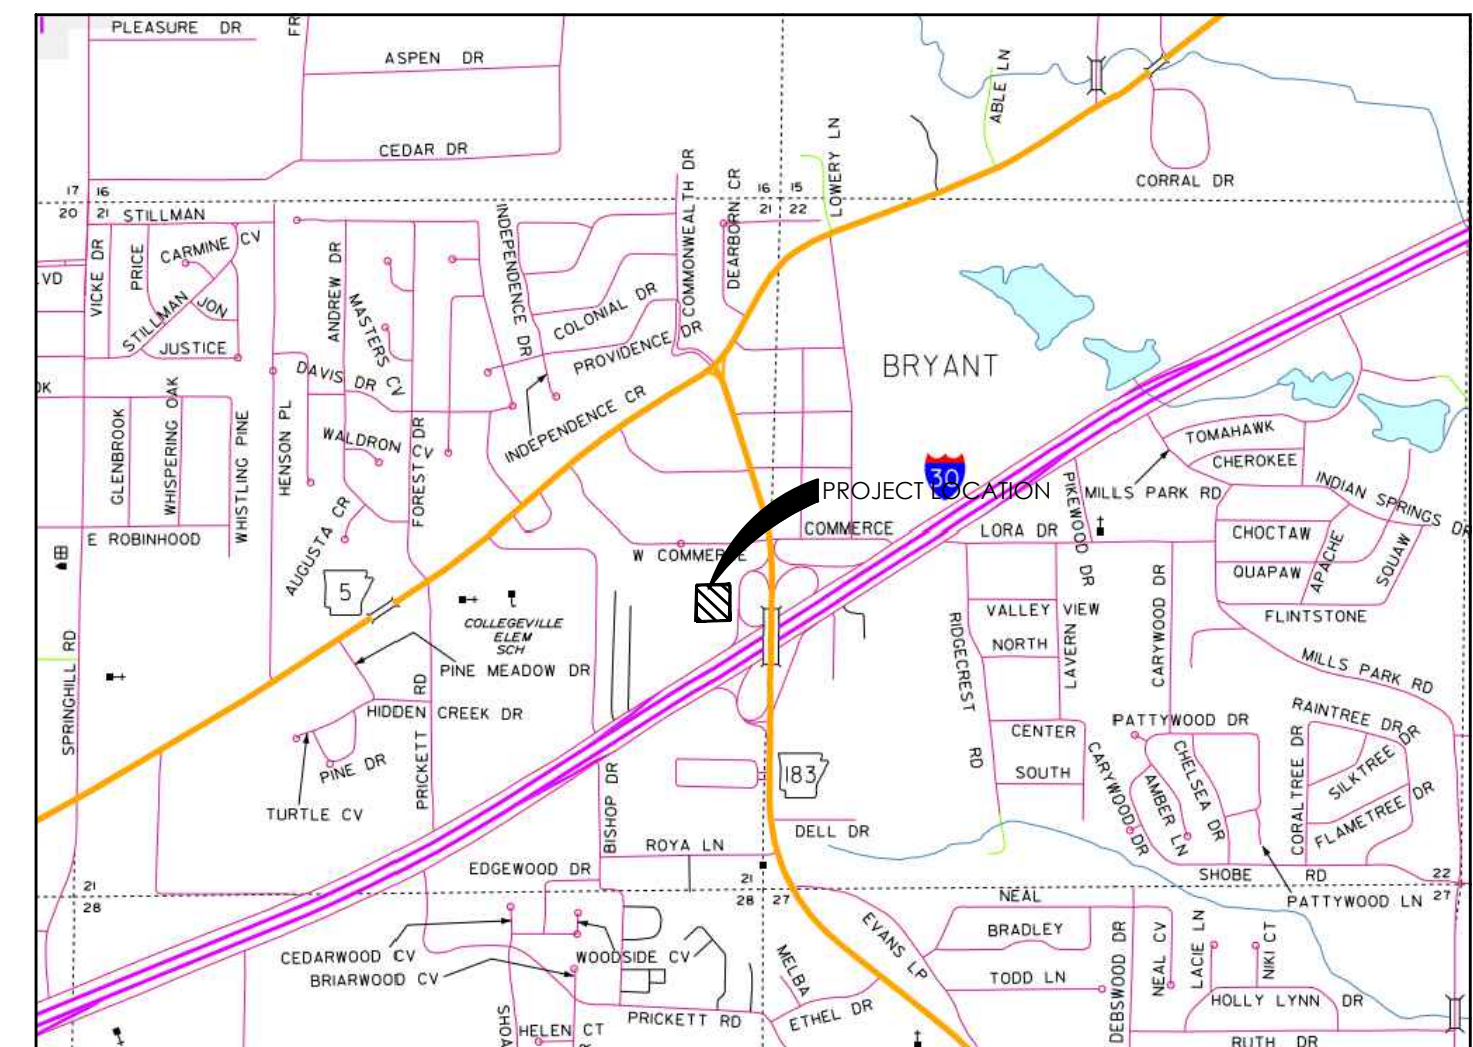 PLEASURE DR
FR
ASPEN DR
CEDAR DR
ABLE LN
LOWERY LN
CORRAL DR
COMMONWEALTH DR
DEARBORN CR
17 16
20 21
16 15
21 22
STILLMAN
VICKE DR
PRICE
CARMINE CV
STILLMAN
JON
JUSTICE
LVD
OK
ANDREW DR
MASTERS CV
INDEPENDENCE DR
COLONIAL DR
PROVIDENCE DR
INDEPENDENCE CR
DAVIS DR
WALDRON CV
FOREST DR
HENSON PL
WHISTLING PINE
WHISPERING OAK
GLENBROOK
E ROBINHOOD
AUGUSTA CR
BRYANT
30
PROJECT LOCATION
COMMERCE
W COMMERCE
TOMAHAWK
CHEROKEE
MILLS PARK RD
INDIAN SPRINGS DR
PIKEWOOD DR
LORA DR
CHOCTAW
QUAPAW
APACHE
SQUAW
FLINTSTONE
5
COLLEGEVILLE
ELEM
SCH
PINE MEADOW DR
HIDDEN CREEK DR
PRICKETT RD
PINE DR
TURTLE CV
SPRINGHILL RD
VALLEY VIEW
NORTH
LAVERN
CARYWOOD DR
RIDGECREST RD
CENTER
SOUTH
MILLS PARK RD
PATTYWOOD DR
RAINTREE DR
SILKTREE DR
FLAMETREE DR
CORALTREE DR
CHELSEA DR
AMBER LN
CARYWOOD DR
183
BISHOP DR
DELL DR
ROYA LN
EDGEWOOD DR
SHOBE RD
PATTYWOOD LN
21
28
21
28 27
22
27
NEAL
BRADLEY
TODD LN
EVANS LP
MELBA
ETHEL DR
DEBSWOOD DR
NEAL CV
LACIE LN
NIKI CT
HOLLY LYNN DR
RUTH DR
CEDARWOOD CV
BRIARWOOD CV
WOODSIDE CV
PRICKETT RD
SHOA
HELEN CT